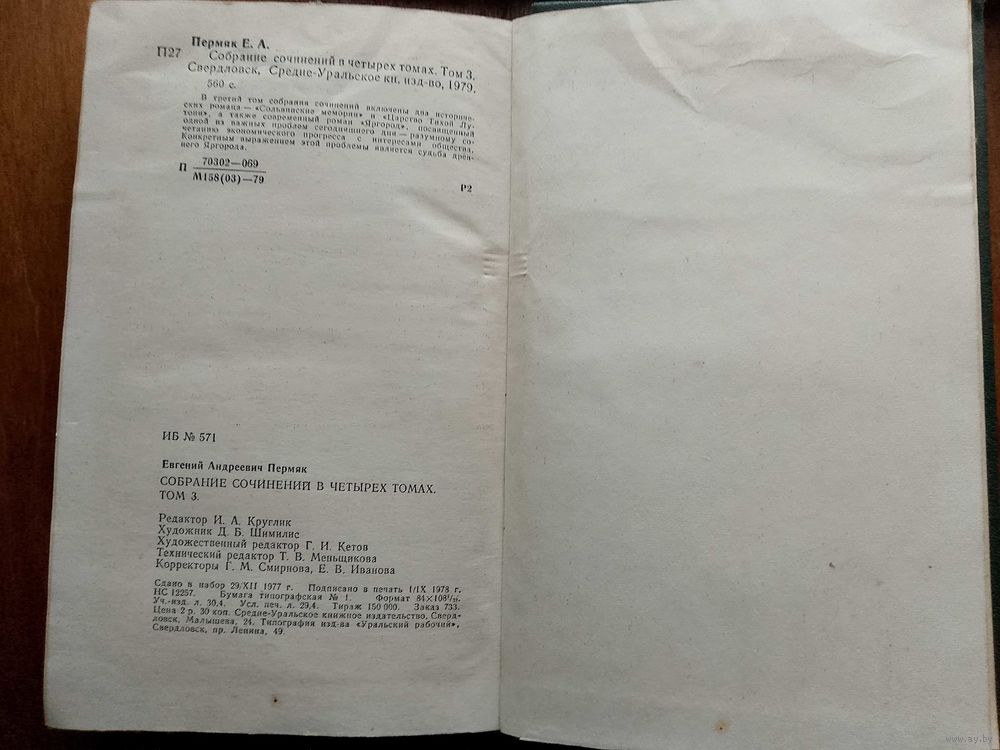 Пермяк Е. А.
П27 Собрание сочинений в четырех томах. Том 3.
Свердловск, Средне-Уральское кн. изд-во, 1979.
560 с.
В третий том собрания сочинений включены два историче-
ских романа — «Сольвинские мемории» и «Царство Тихой Лу-
тони», а также современный роман «Яргород», посвященный
одной из важных проблем сегодняшнего дня — разумному со-
четанию экономического прогресса с интересами общества.
Конкретным выражением этой проблемы является судьба древ-
него Яргорода.
П 70302—069
М158(03)—79
Р2
ИБ № 571
Евгений Андреевич Пермяк
СОБРАНИЕ СОЧИНЕНИЙ В ЧЕТЫРЕХ ТОМАХ.
ТОМ 3.
Редактор И. А. Круглик
Художник Д. Б. Шимилис
Художественный редактор Г. И. Кетов
Технический редактор Т. В. Меньщикова
Корректоры Г. М. Смирнова, Е. В. Иванова
Сдано в набор 29/XII 1977 г. Подписано в печать 1/IX 1978 г.
НС 12257. Бумага типографская № 1. Формат 84×108¹/₃₂.
Уч.-изд. л. 30,4. Усл. печ. л. 29,4. Тираж 150 000. Заказ 733.
Цена 2 р. 30 коп. Средне-Уральское книжное издательство, Сверд-
ловск, Малышева, 24. Типография изд-ва «Уральский рабочий»,
Свердловск, пр. Ленина, 49.
www.ay.by